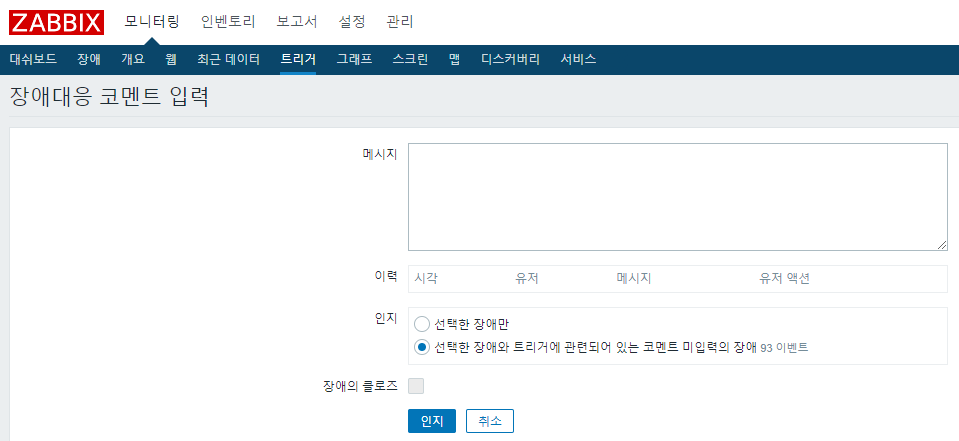 ZABBIX 모니터링 인벤토리 보고서 설정 관리
대쉬보드 장애 개요 웹 최근 데이터 트리거 그래프 스크린 맵 디스커버리 서비스
장애대응 코멘트 입력
메시지
이력 시각 유저 메시지 유저 액션
인지 선택한 장애만
선택한 장애와 트리거에 관련되어 있는 코멘트 미입력의 장애 93 이벤트
장애의 클로즈
인지 취소